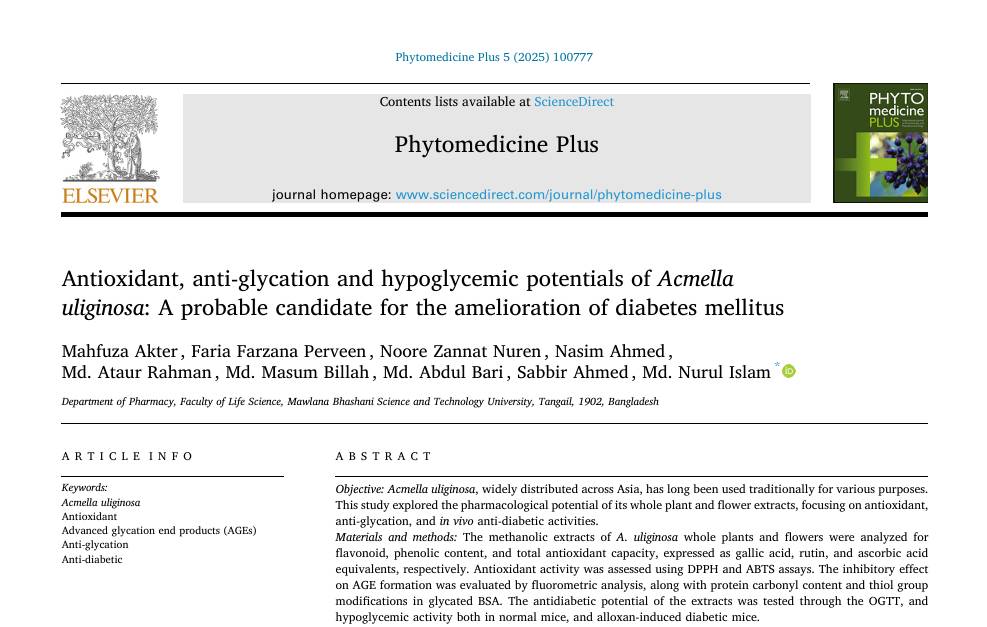 Phytomedicine Plus 5 (2025) 100777
Contents lists available at ScienceDirect
Phytomedicine Plus
journal homepage: www.sciencedirect.com/journal/phytomedicine-plus
ELSEVIER
PHYTO
medicine
PLUS
Antioxidant, anti-glycation and hypoglycemic potentials of Acmella
uliginosa: A probable candidate for the amelioration of diabetes mellitus
Mahfuza Akter, Faria Farzana Perveen, Noore Zannat Nuren, Nasim Ahmed,
Md. Ataur Rahman, Md. Masum Billah, Md. Abdul Bari, Sabbir Ahmed, Md. Nurul Islam * iD
Department of Pharmacy, Faculty of Life Science, Mawlana Bhashani Science and Technology University, Tangail, 1902, Bangladesh
ARTICLE INFO
Keywords:
Acmella uliginosa
Antioxidant
Advanced glycation end products (AGEs)
Anti-glycation
Anti-diabetic
ABSTRACT
Objective: Acmella uliginosa, widely distributed across Asia, has long been used traditionally for various purposes.
This study explored the pharmacological potential of its whole plant and flower extracts, focusing on antioxidant,
anti-glycation, and in vivo anti-diabetic activities.
Materials and methods: The methanolic extracts of A. uliginosa whole plants and flowers were analyzed for
flavonoid, phenolic content, and total antioxidant capacity, expressed as gallic acid, rutin, and ascorbic acid
equivalents, respectively. Antioxidant activity was assessed using DPPH and ABTS assays. The inhibitory effect
on AGE formation was evaluated by fluorometric analysis, along with protein carbonyl content and thiol group
modifications in glycated BSA. The antidiabetic potential of the extracts was tested through the OGTT, and
hypoglycemic activity both in normal mice, and alloxan-induced diabetic mice.